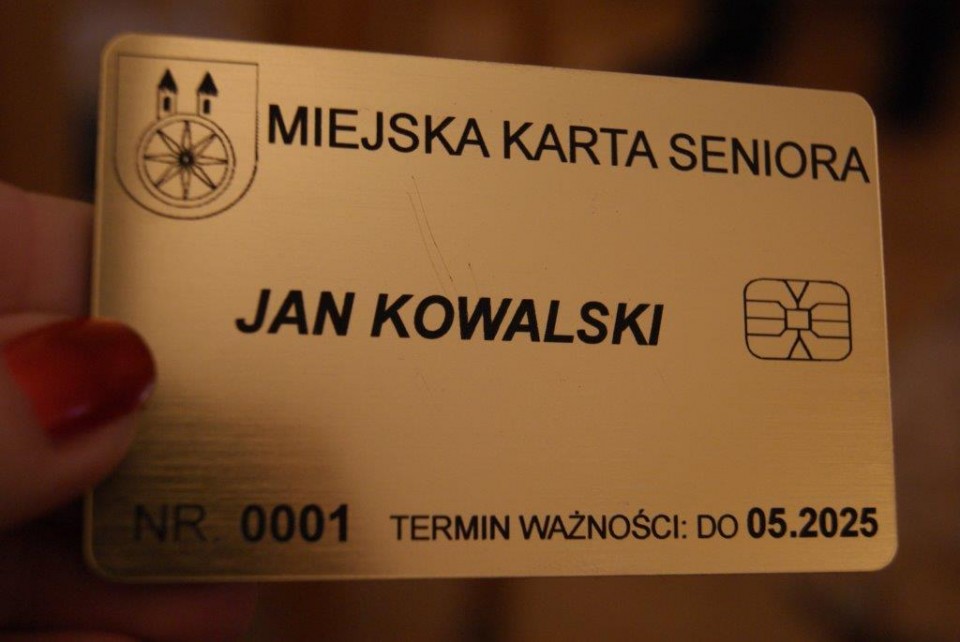 MIEJSKA KARTA SENIORA
JAN KOWALSKI
NR. 0001 TERMIN WAŻNOŚCI: DO 05.2025